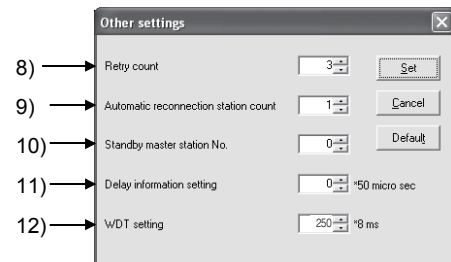 Other settings
8) Retry count 3 Set
9) Automatic reconnection station count 1 Cancel
10) Standby master station No. 0 Default
11) Delay information setting 0 *50 micro sec
12) WDT setting 250 *8 ms